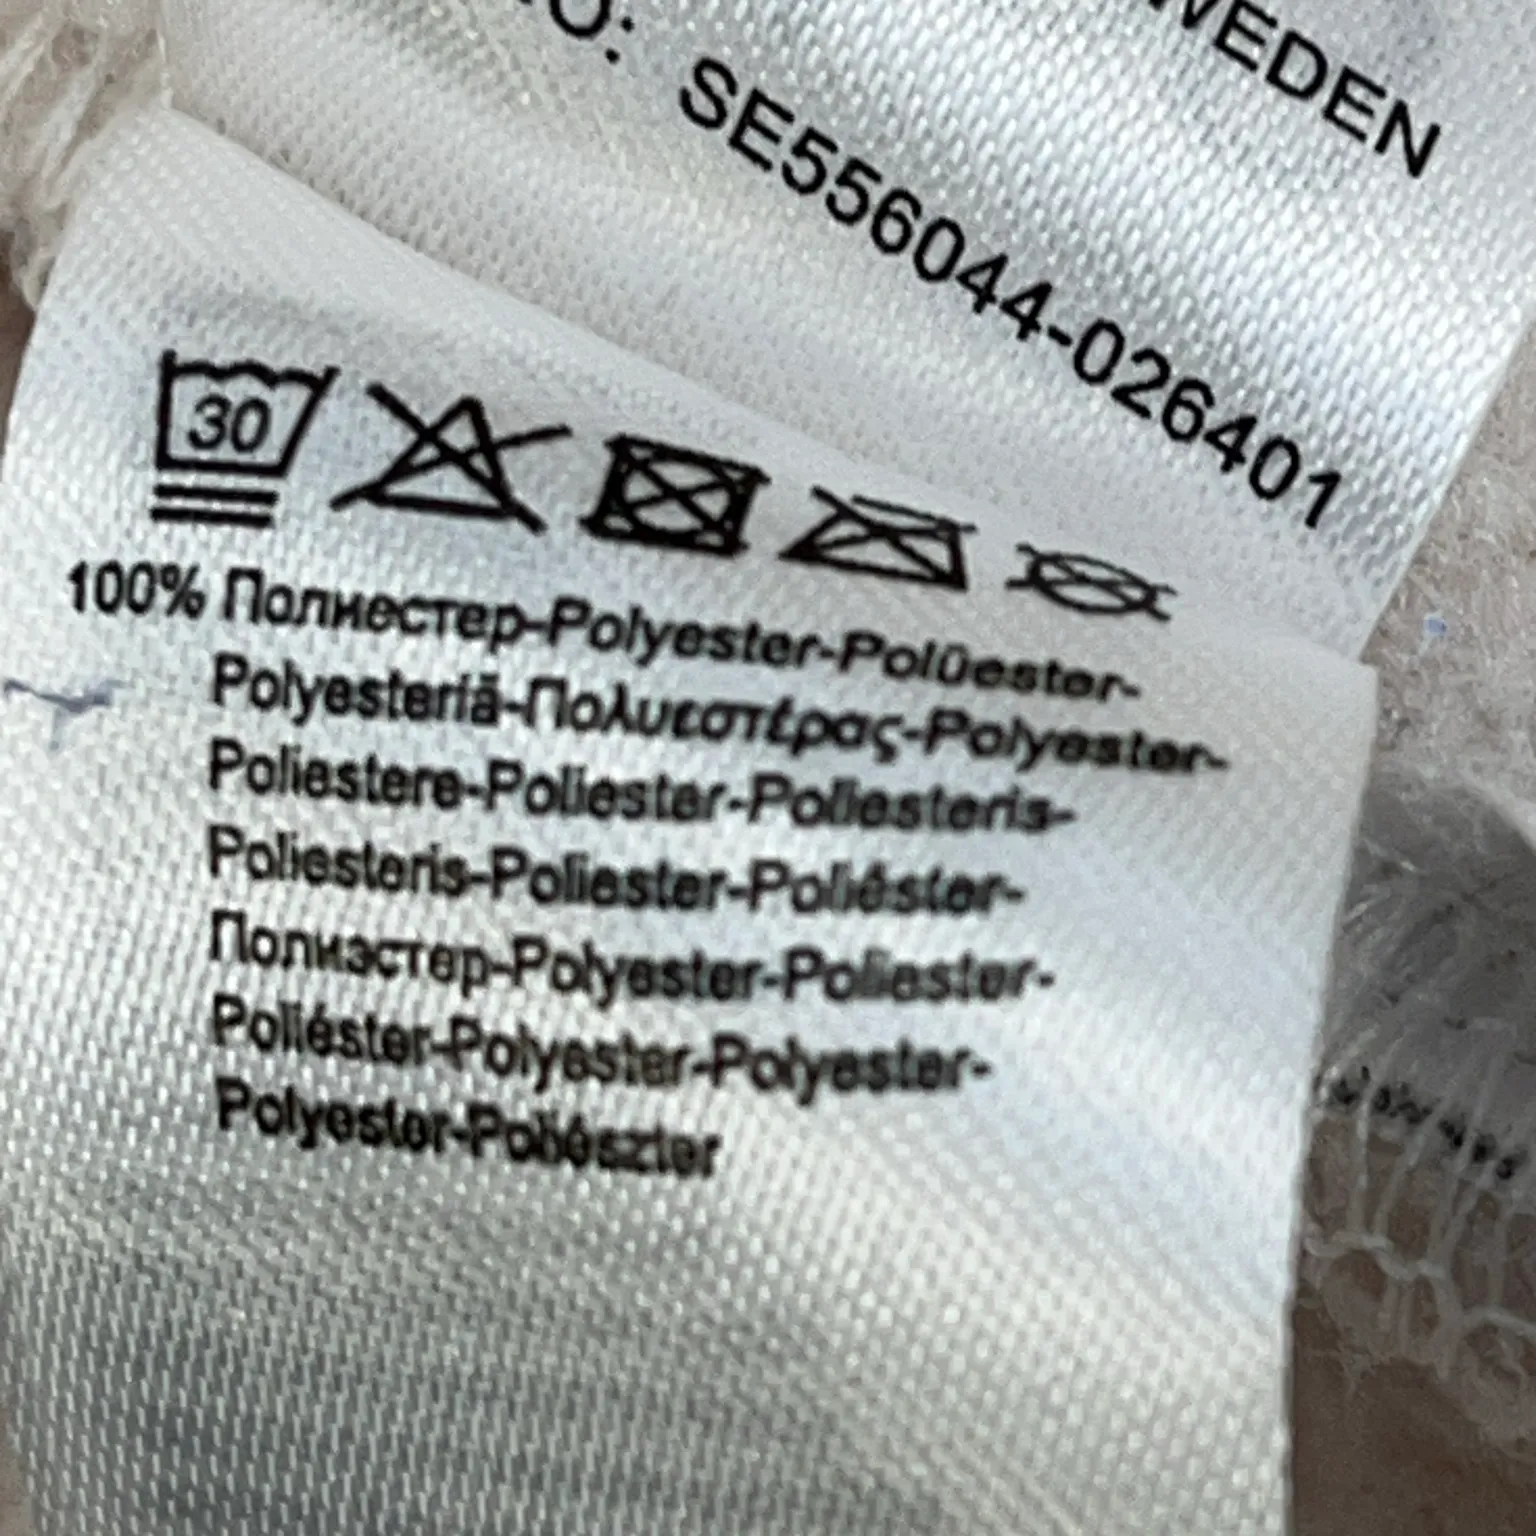 WEDEN
O: SE556044-026401
30
100% Полиестер-Polyester-Polüester-
Polyesteriä-Πολυεστέρας-Polyester-
Poliestere-Poliester-Poliesteris-
Poliesteris-Poliester-Poliéster-
Полиэстер-Polyester-Poliester-
Poliéster-Polyester-Polyester-
Polyester-Poliészter